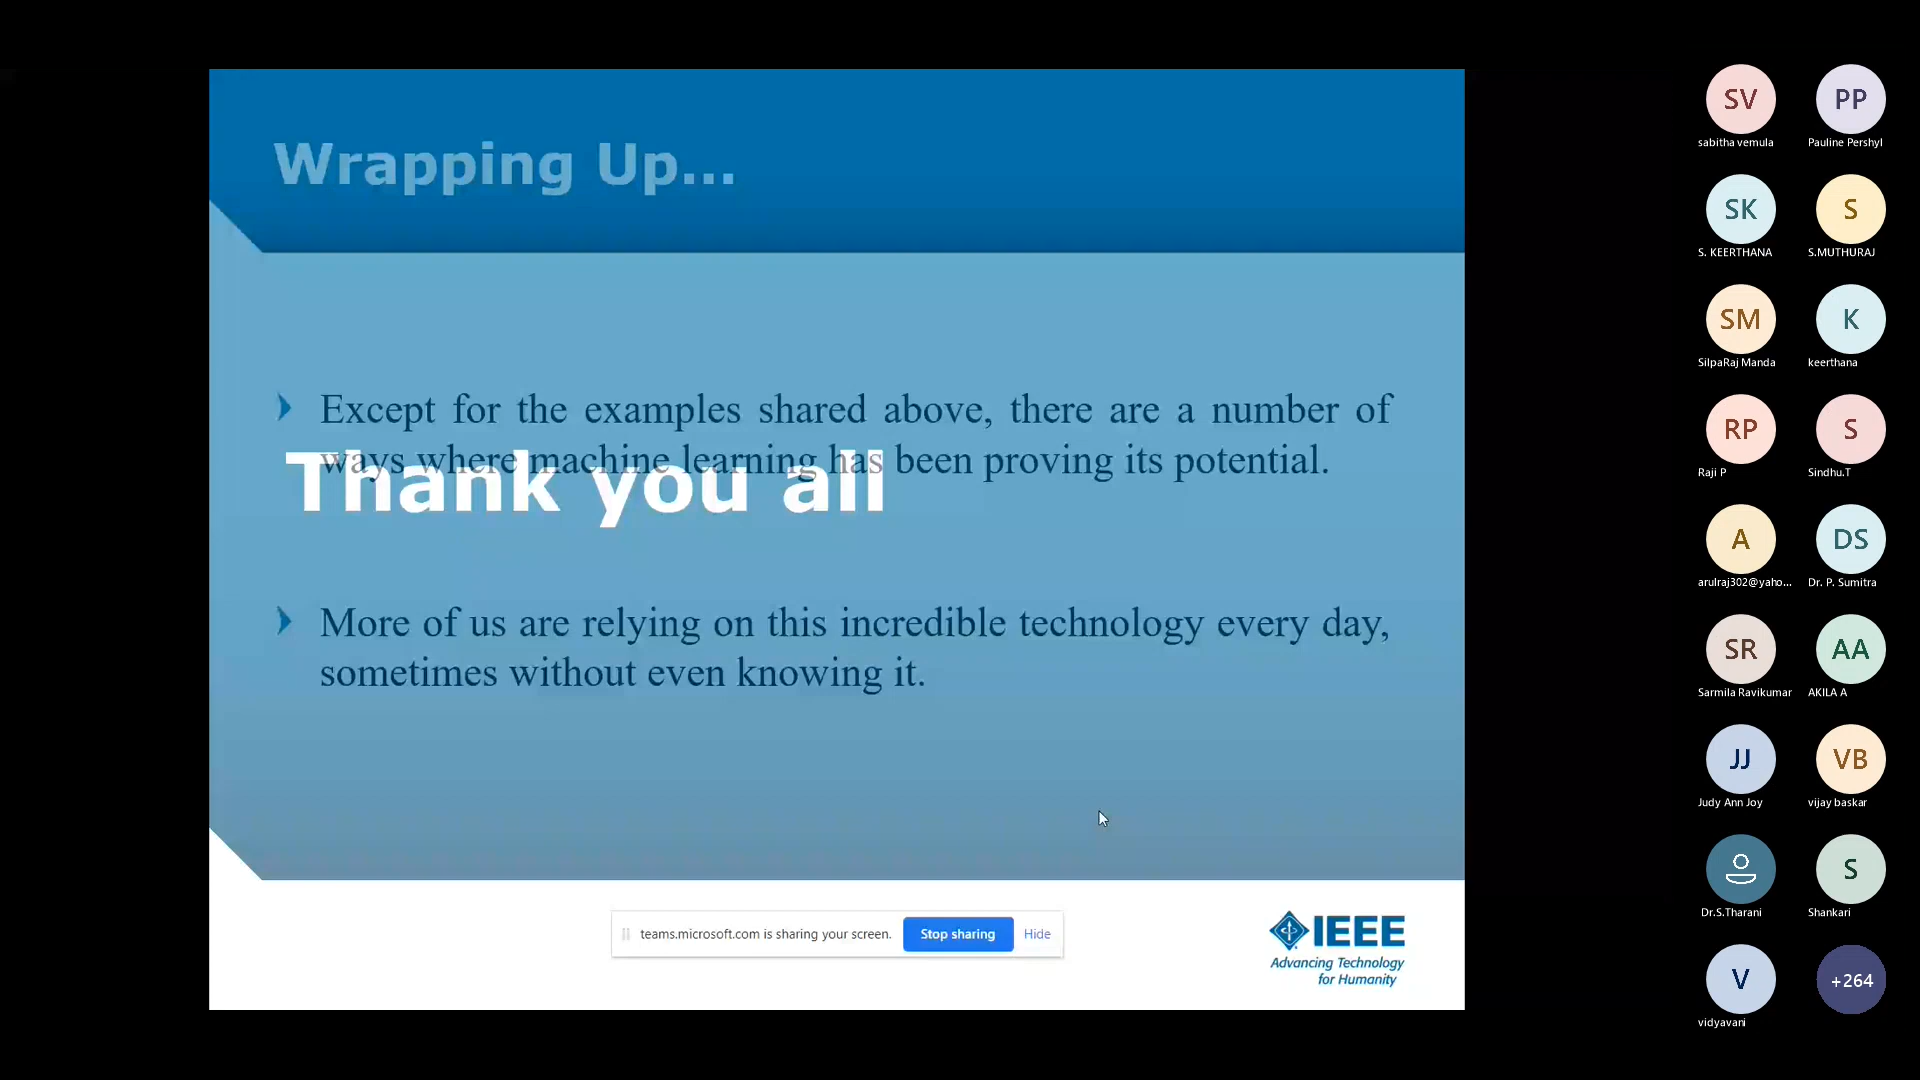 Wrapping Up...
Except for the examples shared above, there are a number of
ways where machine learning has been proving its potential.
Thank you all
More of us are relying on this incredible technology every day,
sometimes without even knowing it.
teams.microsoft.com is sharing your screen. Stop sharing Hide
IEEE
Advancing Technology
for Humanity
SV PP
sabitha vemula Pauline Pershyl
SK S
S. KEERTHANA S.MUTHURAJ
SM K
SilpaRaj Manda keerthana
RP S
Raji P Sindhu.T
A DS
arulraj302@yaho... Dr. P. Sumitra
SR AA
Sarmila Ravikumar AKILA A
JJ VB
Judy Ann Joy vijay baskar
S
Dr.S.Tharani Shankari
V +264
vidyavani